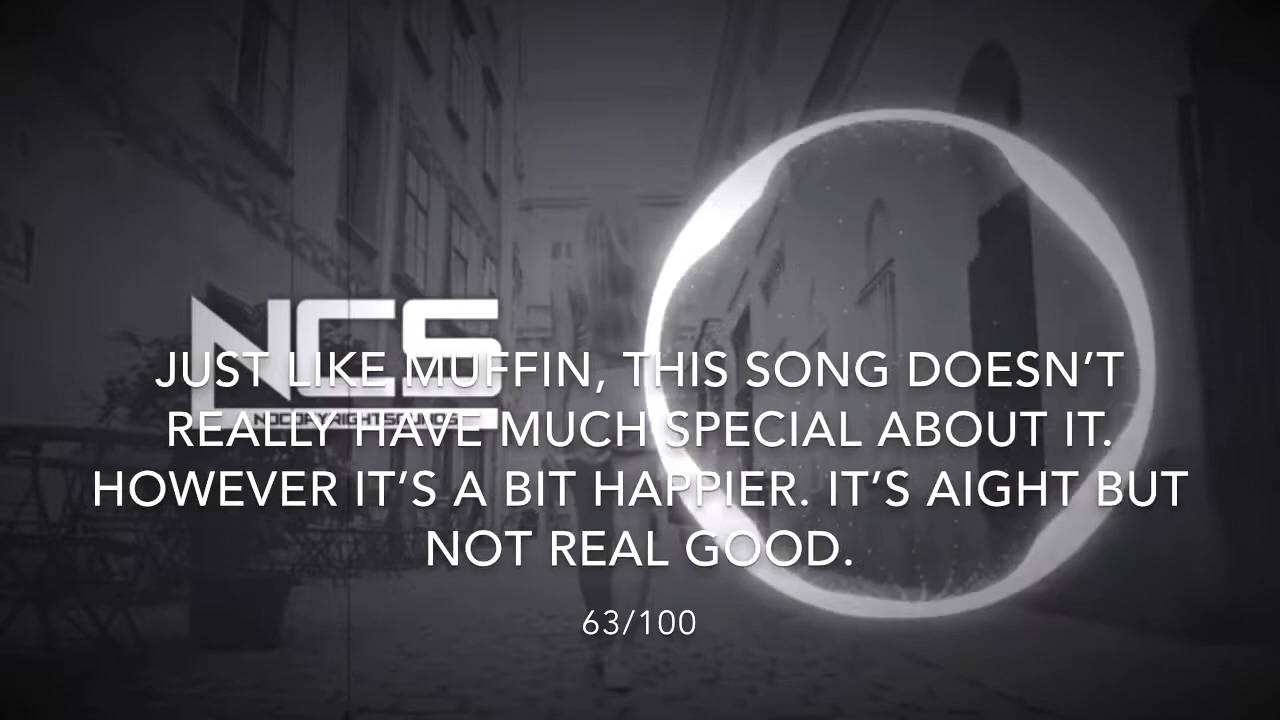 NCS
NOCOPYRIGHTSOUNDS
JUST LIKE MUFFIN, THIS SONG DOESN'T
REALLY HAVE MUCH SPECIAL ABOUT IT.
HOWEVER IT'S A BIT HAPPIER. IT'S AIGHT BUT
NOT REAL GOOD.
63/100